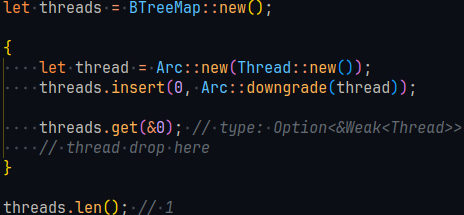 let threads = BTreeMap::new();
{
let thread = Arc::new(Thread::new());
threads.insert(0, Arc::downgrade(thread));
threads.get(&0); // type: Option<&Weak<Thread>>
// thread drop here
}
threads.len(); // 1